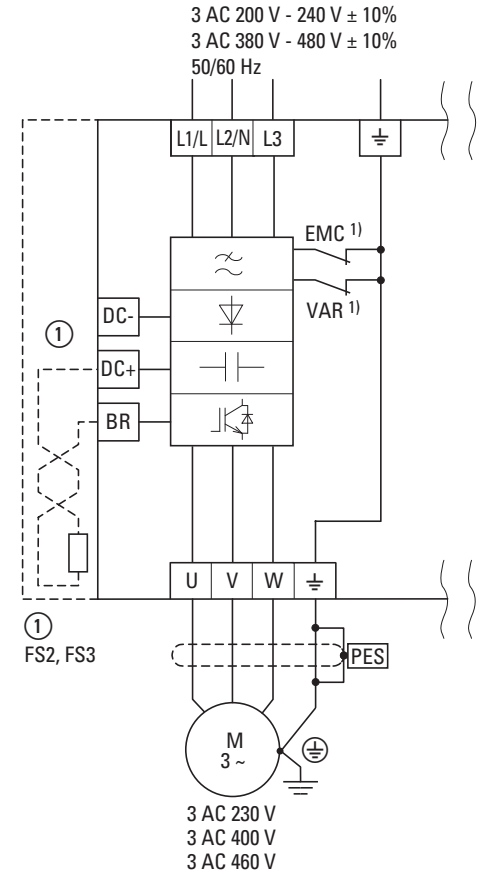 3 AC 200 V - 240 V ± 10%
3 AC 380 V - 480 V ± 10%
50/60 Hz
L1/L L2/N L3
EMC 1)
VAR 1)
DC-
1
DC+
BR
U V W
1
FS2, FS3
PES
M
3 ~
3 AC 230 V
3 AC 400 V
3 AC 460 V